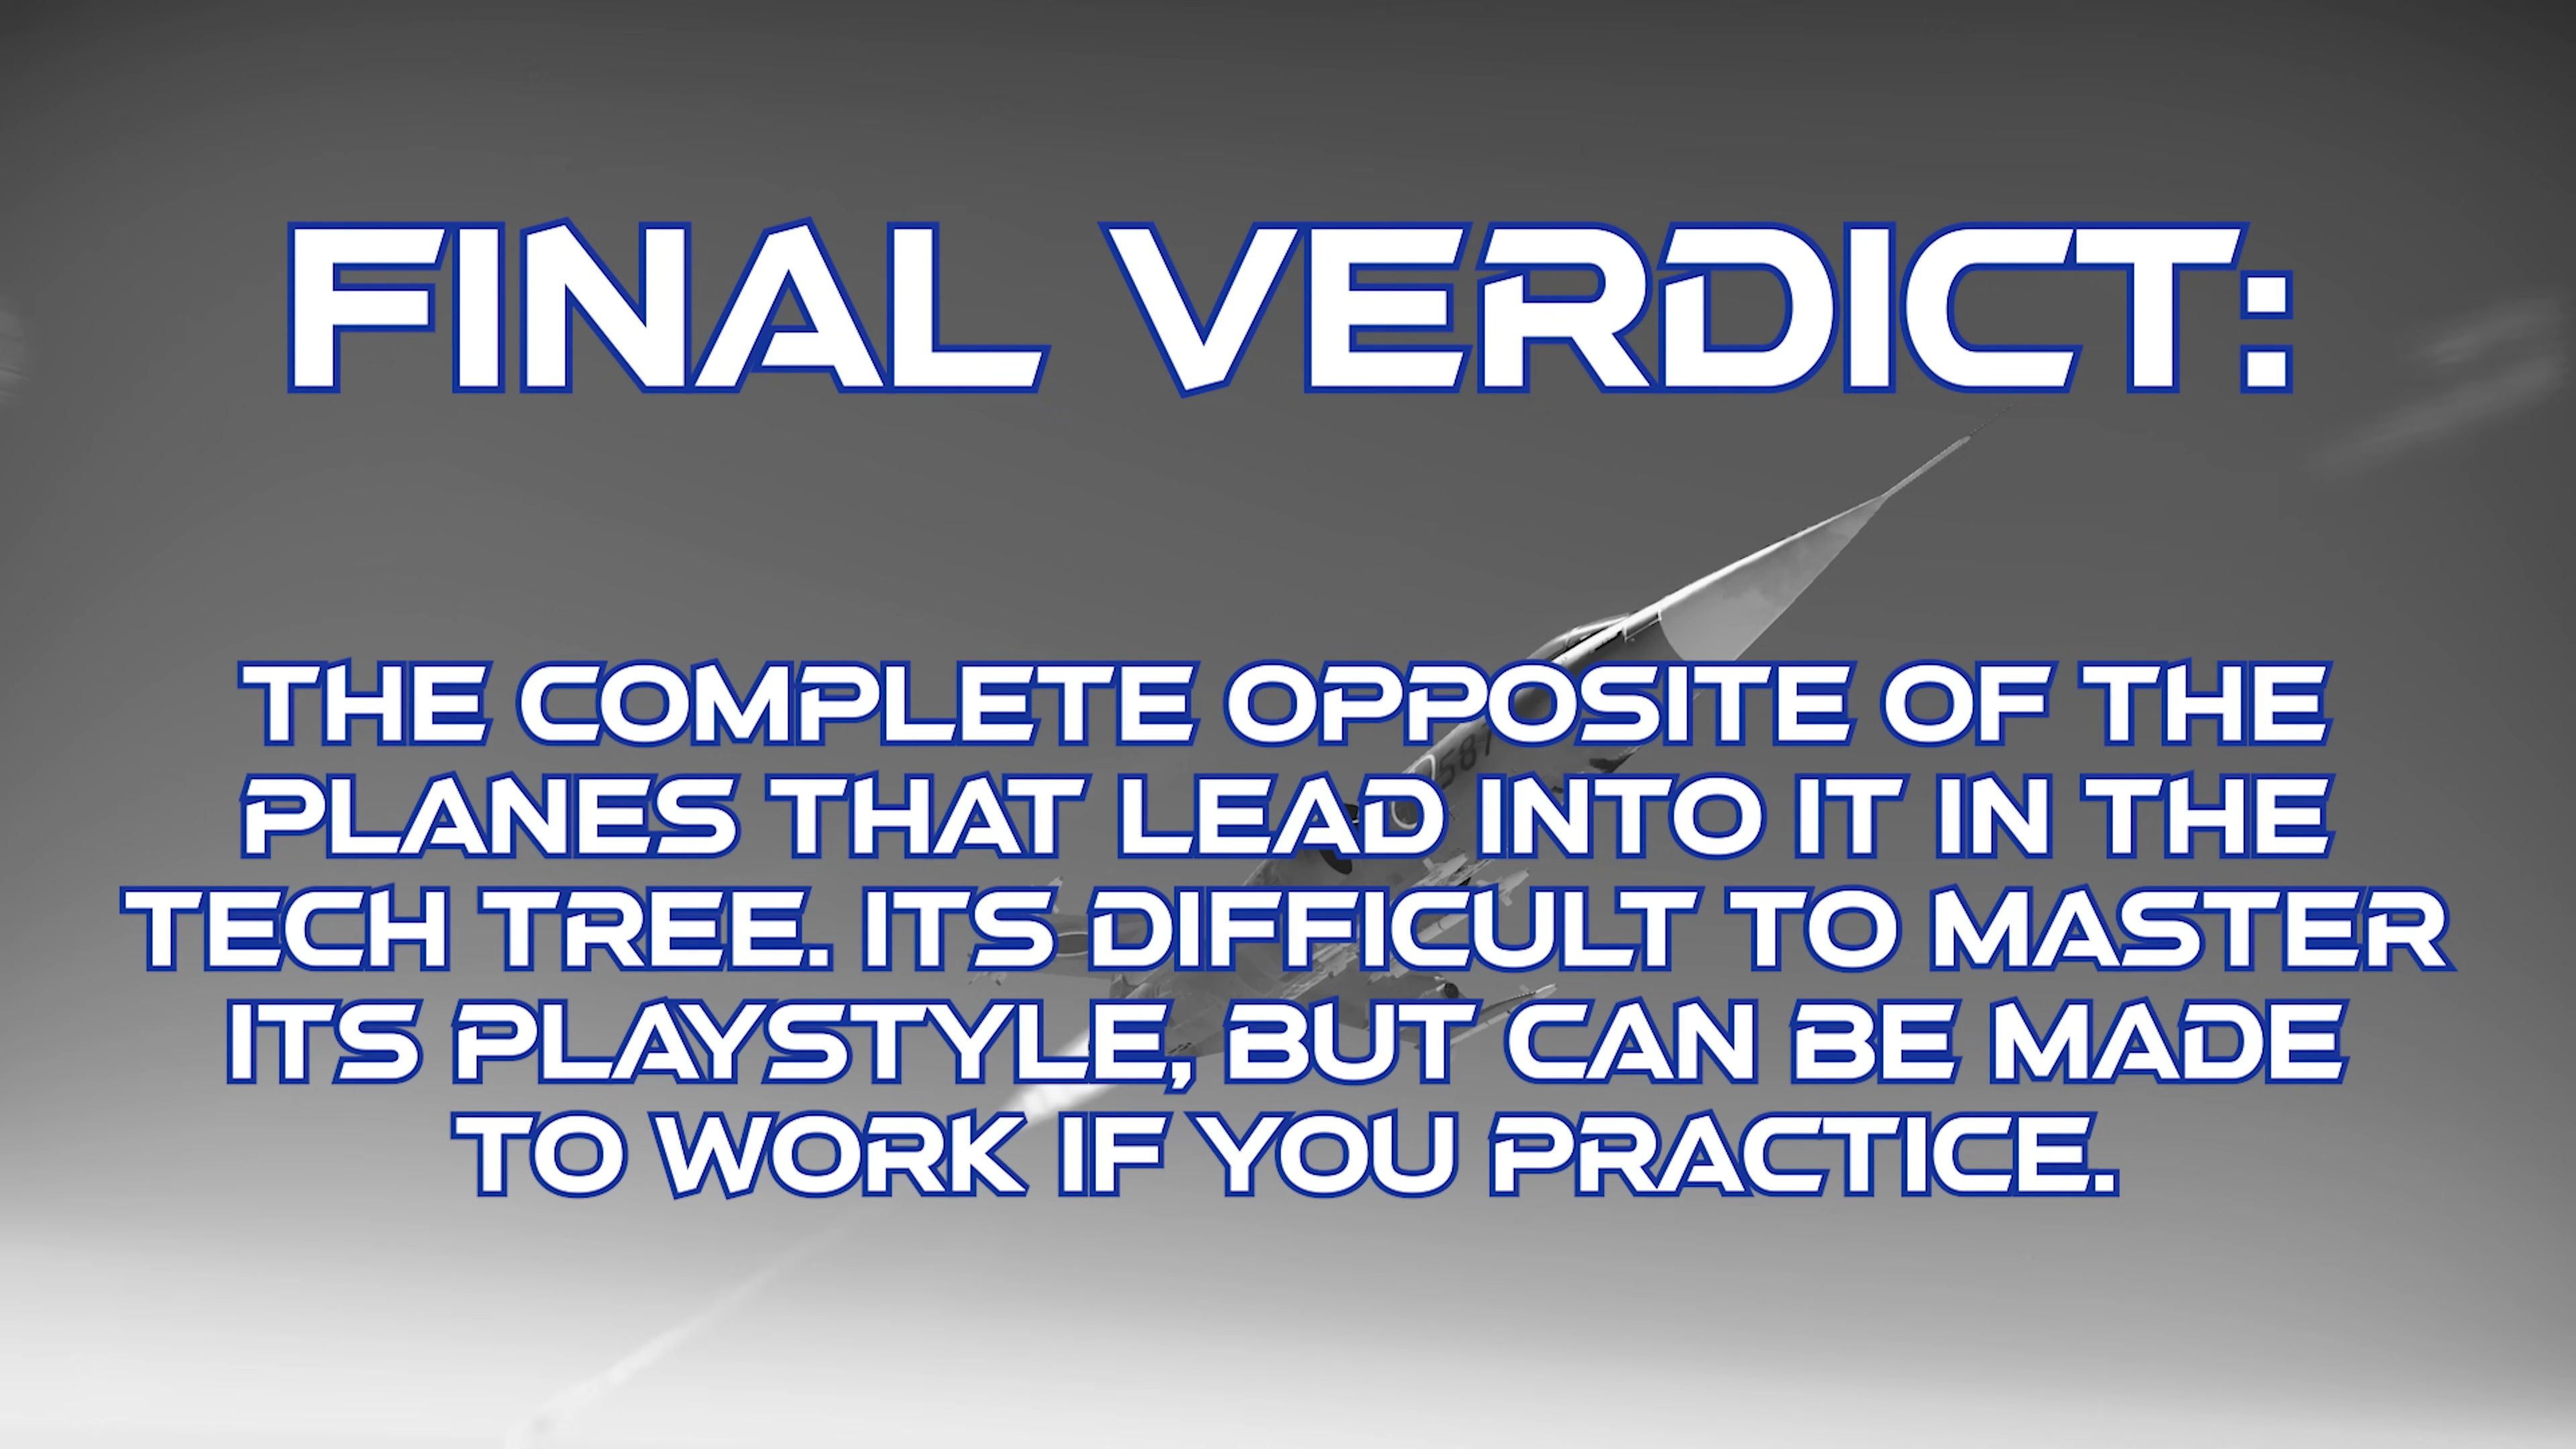 FINAL VERDICT:
THE COMPLETE OPPOSITE OF THE
PLANES THAT LEAD INTO IT IN THE
TECH TREE. ITS DIFFICULT TO MASTER
ITS PLAYSTYLE, BUT CAN BE MADE
TO WORK IF YOU PRACTICE.